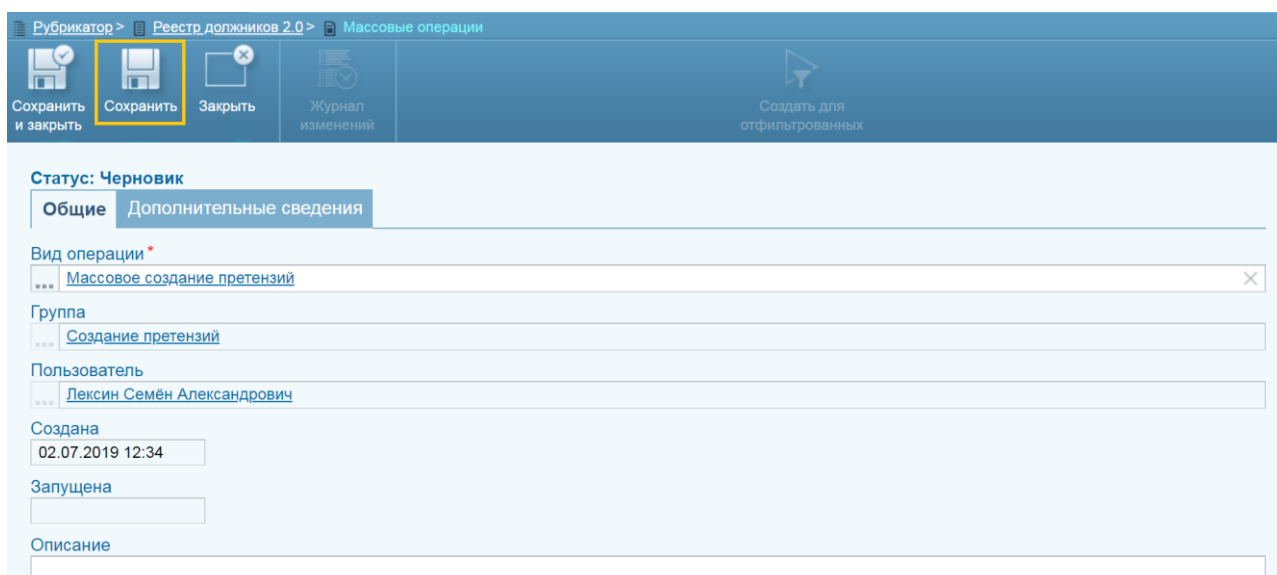 Рубрикатор > Реестр должников 2.0 > Массовые операции
Сохранить и закрыть
Сохранить
Закрыть
Журнал изменений
Создать для отфильтрованных
Статус: Черновик
Общие Дополнительные сведения
Вид операции *
... Массовое создание претензий
Группа
... Создание претензий
Пользователь
... Лексин Семён Александрович
Создана
02.07.2019 12:34
Запущена
Описание